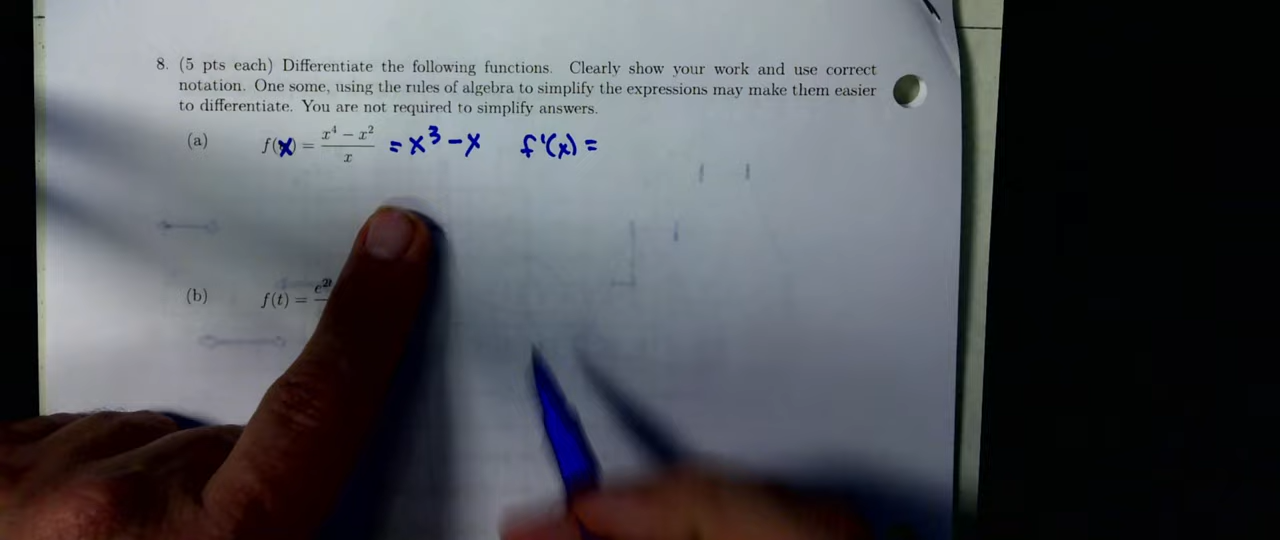 8. (5 pts each) Differentiate the following functions. Clearly show your work and use correct
notation. One some, using the rules of algebra to simplify the expressions may make them easier
to differentiate. You are not required to simplify answers.
(a) f(x) = \frac{x^4 - x^2}{x} = x^3 - x f'(x) =
(b) f(t) =